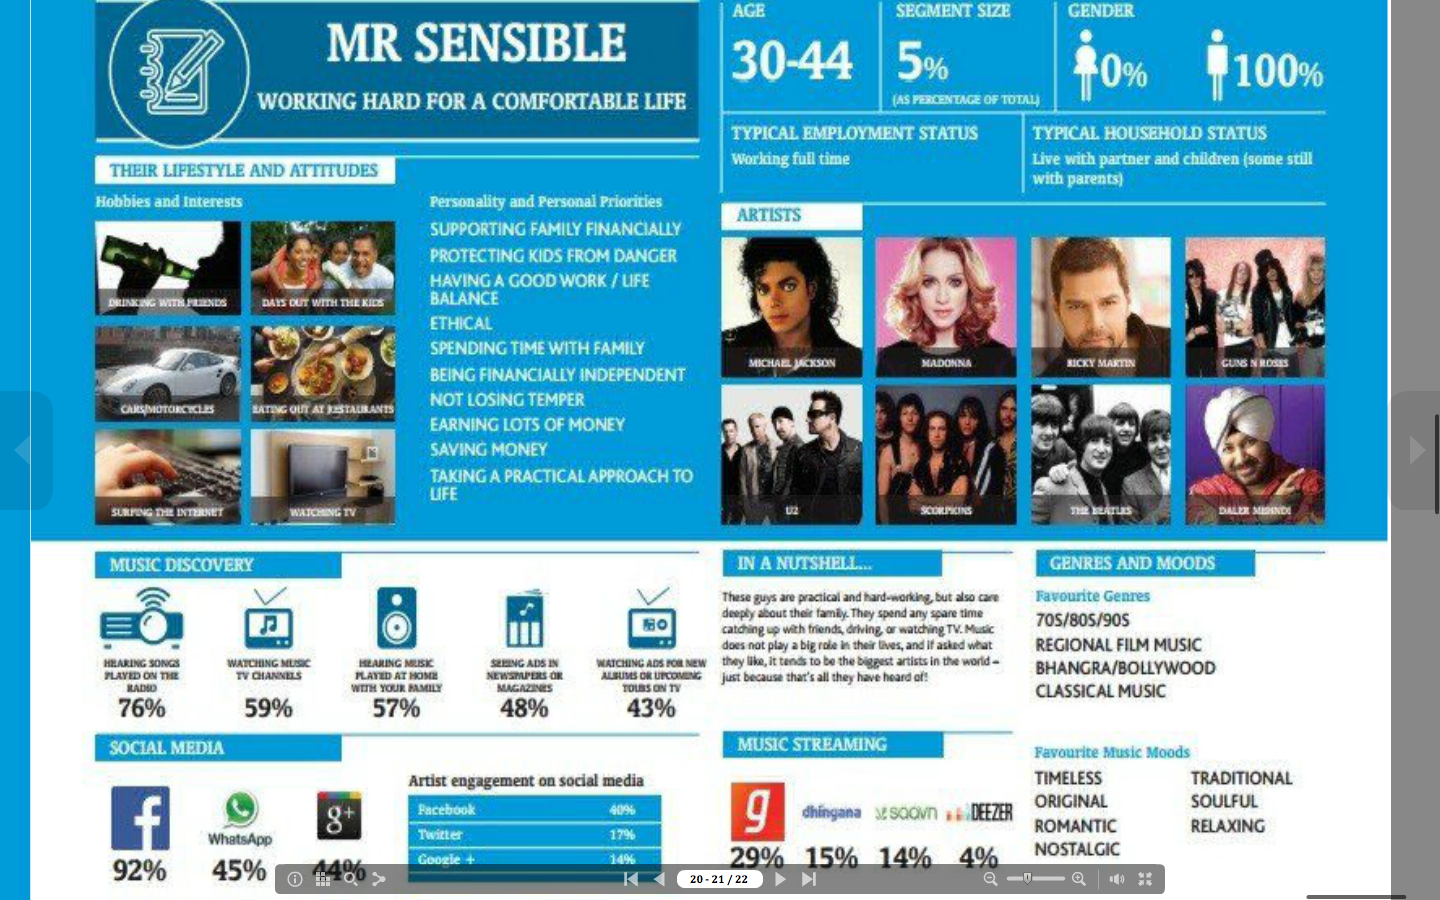 MR SENSIBLE
WORKING HARD FOR A COMFORTABLE LIFE
AGE
30-44
SEGMENT SIZE
5%
(AS PERCENTAGE OF TOTAL)
GENDER
0%
100%
TYPICAL EMPLOYMENT STATUS
Working full time
TYPICAL HOUSEHOLD STATUS
Live with partner and children (some still
with parents)
THEIR LIFESTYLE AND ATTITUDES
Hobbies and Interests
DRINKING WITH FRIENDS
DAYS OUT WITH THE KIDS
CARS/MOTORCYCLES
EATING OUT AT RESTAURANTS
SURFING THE INTERNET
WATCHING TV
Personality and Personal Priorities
SUPPORTING FAMILY FINANCIALLY
PROTECTING KIDS FROM DANGER
HAVING A GOOD WORK / LIFE
BALANCE
ETHICAL
SPENDING TIME WITH FAMILY
BEING FINANCIALLY INDEPENDENT
NOT LOSING TEMPER
EARNING LOTS OF MONEY
SAVING MONEY
TAKING A PRACTICAL APPROACH TO
LIFE
ARTISTS
MICHAEL JACKSON
MADONNA
RICKY MARTIN
GUNS N ROSES
U2
SCORPIONS
THE BEATLES
DALER MEHNDI
MUSIC DISCOVERY
HEARING SONGS
PLAYED ON THE
RADIO
76%
WATCHING MUSIC
TV CHANNELS
59%
HEARING MUSIC
PLAYED AT HOME
WITH YOUR FAMILY
57%
SEEING ADS IN
NEWSPAPERS OR
MAGAZINES
48%
WATCHING ADS FOR NEW
ALBUMS OR UPCOMING
TOURS ON TV
43%
IN A NUTSHELL...
These guys are practical and hard-working, but also care
deeply about their family. They spend any spare time
catching up with friends, driving, or watching TV. Music
does not play a big role in their lives, and if asked what
they like, it tends to be the biggest artists in the world –
just because that's all they have heard of!
GENRES AND MOODS
Favourite Genres
70S/80S/90S
REGIONAL FILM MUSIC
BHANGRA/BOLLYWOOD
CLASSICAL MUSIC
Favourite Music Moods
TIMELESS
ORIGINAL
ROMANTIC
NOSTALGIC
TRADITIONAL
SOULFUL
RELAXING
SOCIAL MEDIA
f
92%
WhatsApp
45%
g+
44%
Artist engagement on social media
Facebook 40%
Twitter 17%
Google + 14%
MUSIC STREAMING
g
29%
dhingana
15%
saavn
14%
DEEZER
4%
20 - 21 / 22